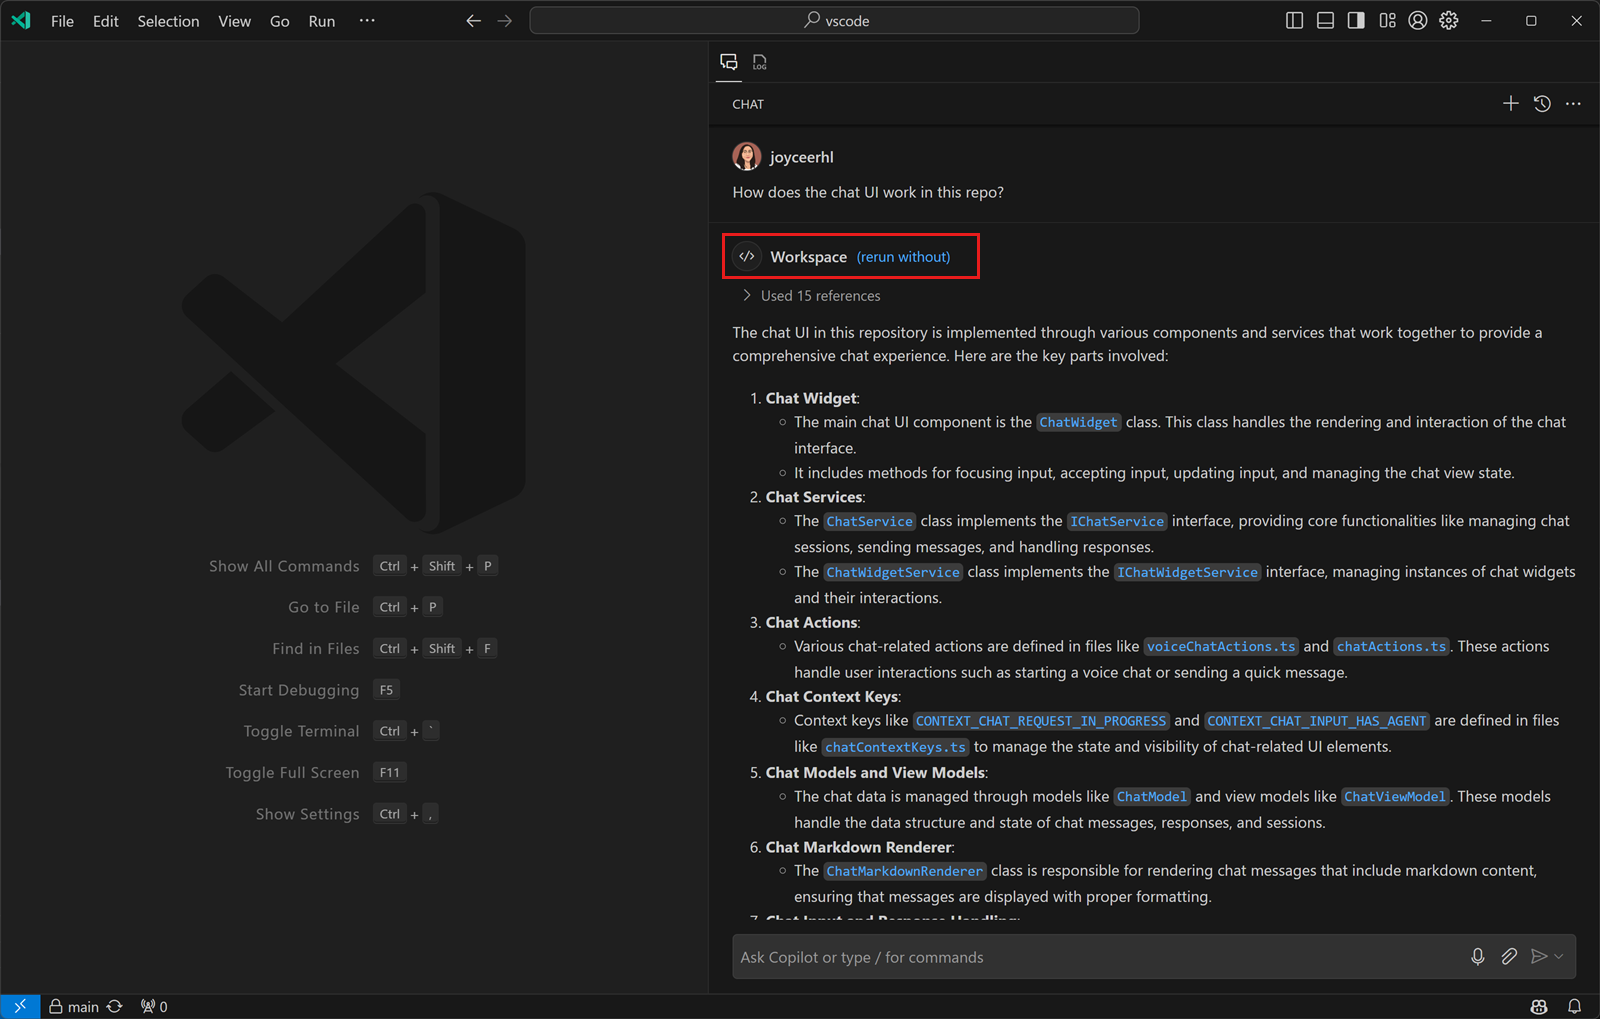 File Edit Selection View Go Run ··· vscode
LOG
CHAT
joyceerhl
How does the chat UI work in this repo?
Workspace (rerun without)
Used 15 references
The chat UI in this repository is implemented through various components and services that work together to provide a
comprehensive chat experience. Here are the key parts involved:
1. Chat Widget:
The main chat UI component is the ChatWidget class. This class handles the rendering and interaction of the chat
interface.
It includes methods for focusing input, accepting input, updating input, and managing the chat view state.
2. Chat Services:
The ChatService class implements the IChatService interface, providing core functionalities like managing chat
sessions, sending messages, and handling responses.
The ChatWidgetService class implements the IChatWidgetService interface, managing instances of chat widgets
and their interactions.
3. Chat Actions:
Various chat-related actions are defined in files like voiceChatActions.ts and chatActions.ts. These actions
handle user interactions such as starting a voice chat or sending a quick message.
4. Chat Context Keys:
Context keys like CONTEXT_CHAT_REQUEST_IN_PROGRESS and CONTEXT_CHAT_INPUT_HAS_AGENT are defined in files
like chatContextKeys.ts to manage the state and visibility of chat-related UI elements.
5. Chat Models and View Models:
The chat data is managed through models like ChatModel and view models like ChatViewModel. These models
handle the data structure and state of chat messages, responses, and sessions.
6. Chat Markdown Renderer:
The ChatMarkdownRenderer class is responsible for rendering chat messages that include markdown content,
ensuring that messages are displayed with proper formatting.
7. Chat Input and Response Handling:
Ask Copilot or type / for commands
Show All Commands Ctrl + Shift + P
Go to File Ctrl + P
Find in Files Ctrl + Shift + F
Start Debugging F5
Toggle Terminal Ctrl + `
Toggle Full Screen F11
Show Settings Ctrl + ,
main 0